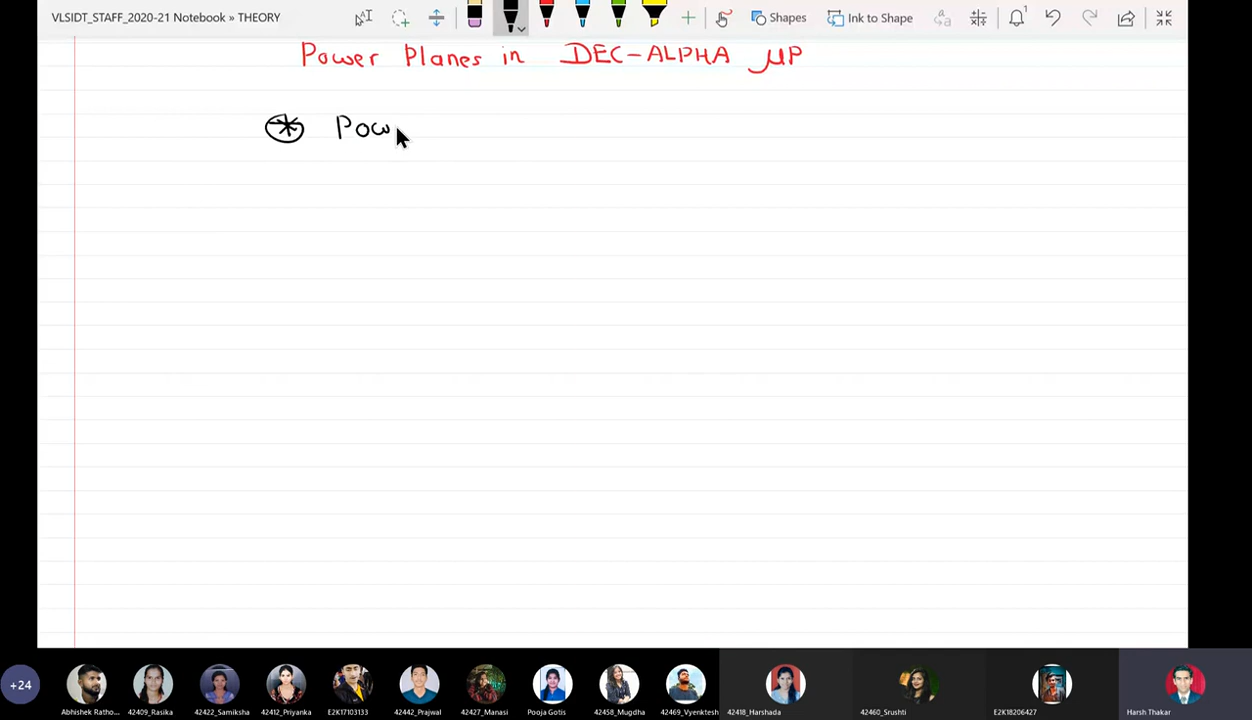 VLSIDT_STAFF_2020-21 Notebook » THEORY
Shapes
Ink to Shape
Power Planes in DEC-ALPHA μP
Pow
+24
Abhishek Ratho...
42409_Rasika
42422_Samiksha
42412_Priyanka
E2K17103133
42442_Prajwal
42427_Manasi
Pooja Gotis
42458_Mugdha
42469_Vyenktesh
42418_Harshada
42460_Srushti
E2K18206427
Harsh Thakar